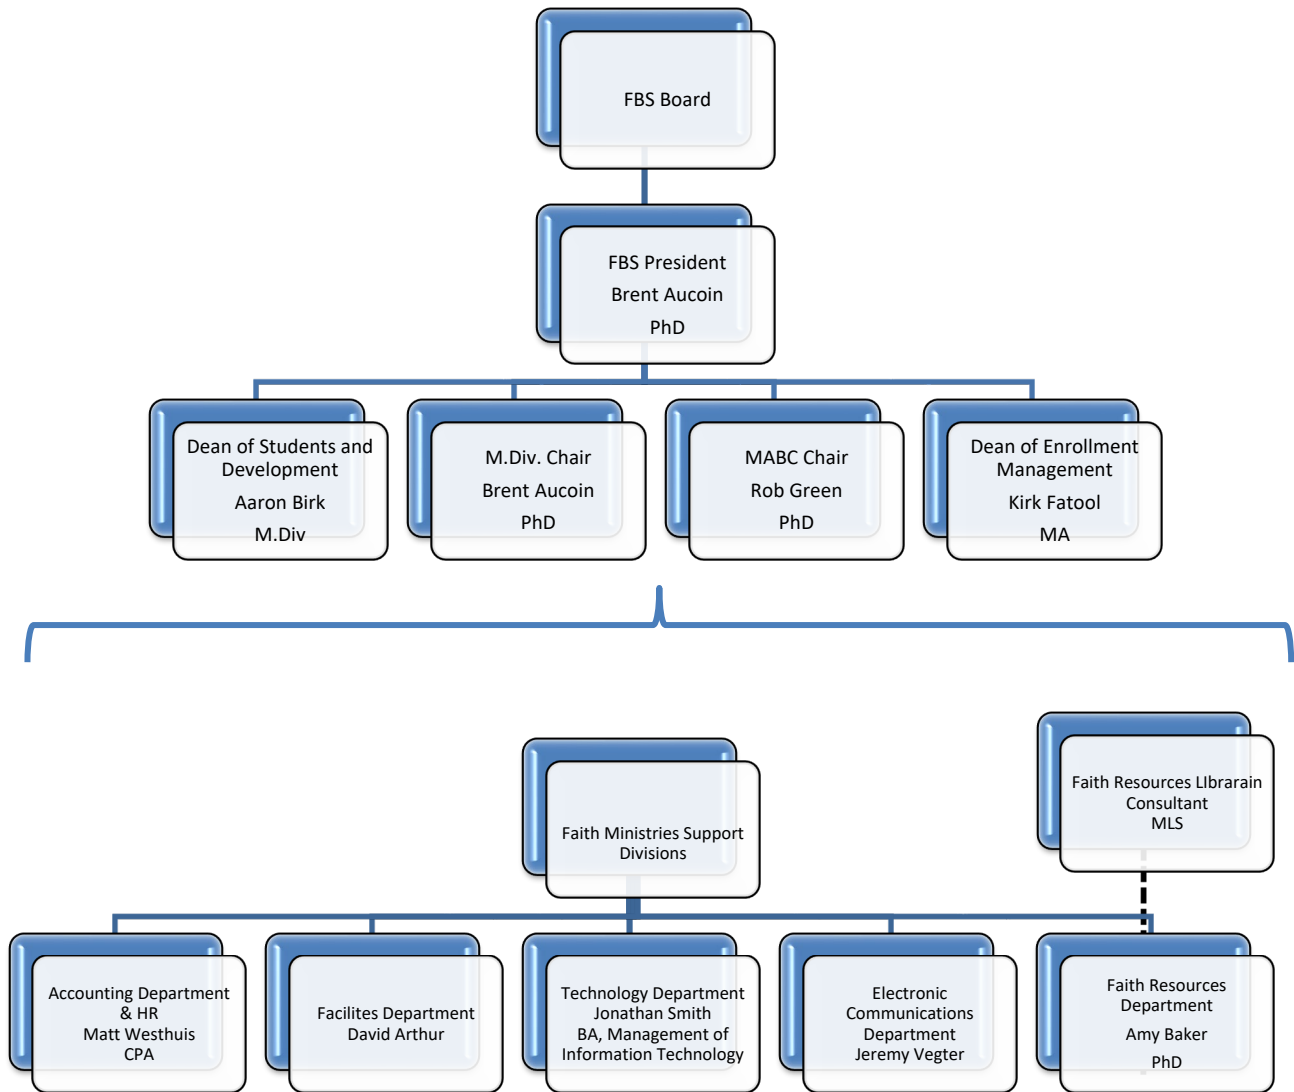 FBS Board
FBS President
Brent Aucoin
PhD
Dean of Students and
Development
Aaron Birk
M.Div
M.Div. Chair
Brent Aucoin
PhD
MABC Chair
Rob Green
PhD
Dean of Enrollment
Management
Kirk Fatool
MA
Faith Resources LIbrarain
Consultant
MLS
Faith Ministries Support
Divisions
Accounting Department
& HR
Matt Westhuis
CPA
Facilites Department
David Arthur
Technology Department
Jonathan Smith
BA, Management of
Information Technology
Electronic
Communications
Department
Jeremy Vegter
Faith Resources
Department
Amy Baker
PhD